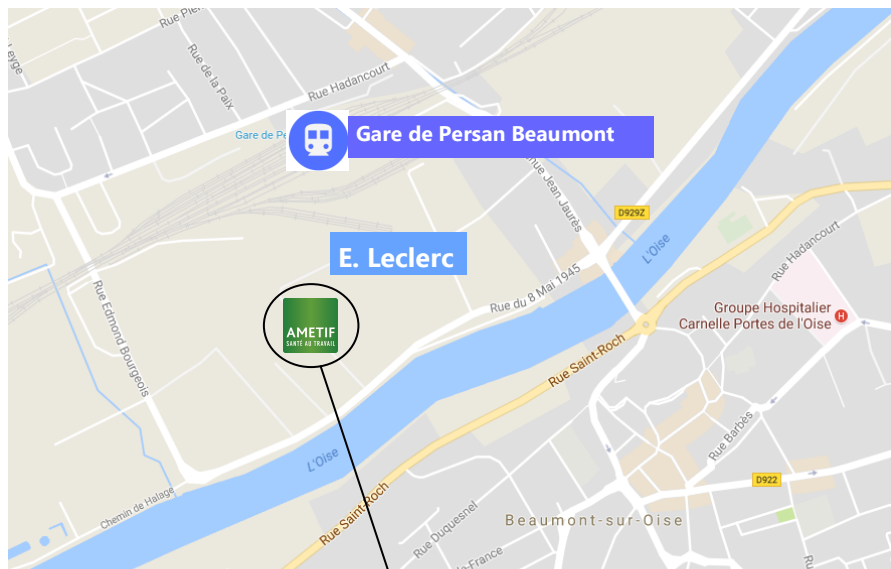 Rue Pie
Leyge
Rue de la Paix
Rue Hadancourt
Gare de Pe
Gare de Persan Beaumont
nue Jean Jaurès
D929Z
L'Oise
Rue Hadancourt
E. Leclerc
Rue du 8 Mai 1945
Rue Edmond Bourgeois
AMETIF
SANTÉ AU TRAVAIL
Groupe Hospitalier
Carnelle Portes de l'Oise
H
Rue Saint-Roch
Rue Barbès
L'Oise
D922
Chemin de Halage
Rue Saint-Roch
Rue Duquesnel
Beaumont-sur-Oise
-France